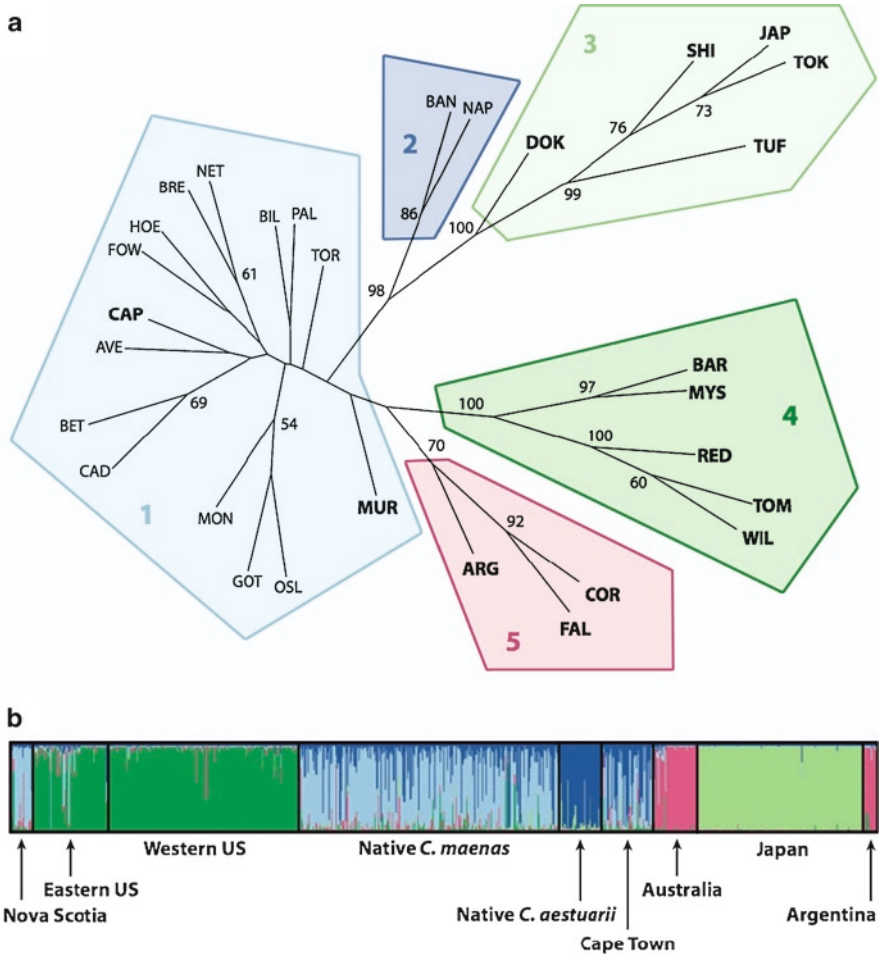 a
3
JAP
SHI
TOK
BAN
NAP
2
73
76
DOK
TUF
NET
BRE
99
86
BIL
PAL
100
HOE
FOW
TOR
61
98
CAP
AVE
BAR
97
MYS
100
69
4
BET
54
100
RED
70
CAD
60
TOM
1
MON
MUR
92
WIL
ARG
GOT
OSL
COR
FAL
5
b
Western US
Native C. maenas
Japan
Eastern US
Australia
Nova Scotia
Native C. aestuarii
Argentina
Cape Town